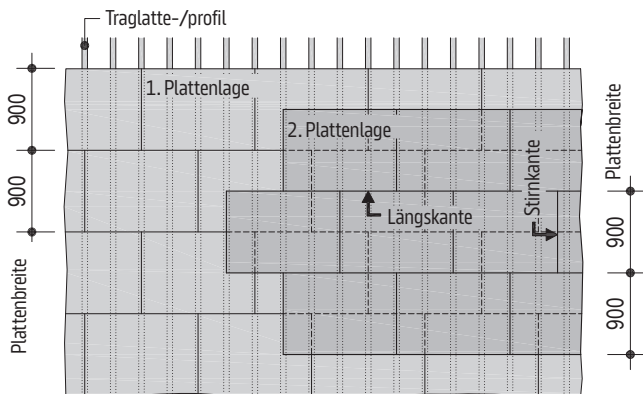 Traglatte-/profil
1. Plattenlage
900
2. Plattenlage
Plattenbreite
900
Stirnkante
Längskante
900
Plattenbreite
900